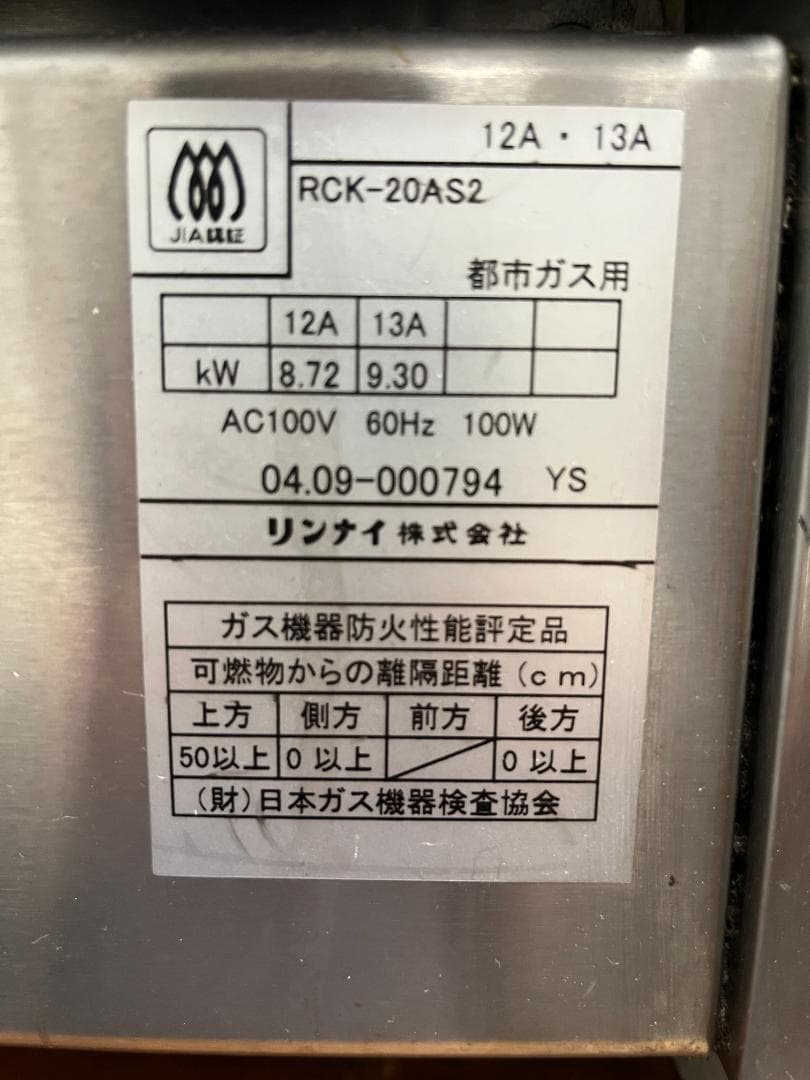 12A・13A
JIA認証
RCK-20AS2
都市ガス用
12A 13A
kW 8.72 9.30
AC100V 60Hz 100W
04.09-000794 YS
リンナイ株式会社
ガス機器防火性能評定品
可燃物からの離隔距離(cm)
上方 側方 前方 後方
50以上 0以上 0以上
(財)日本ガス機器検査協会